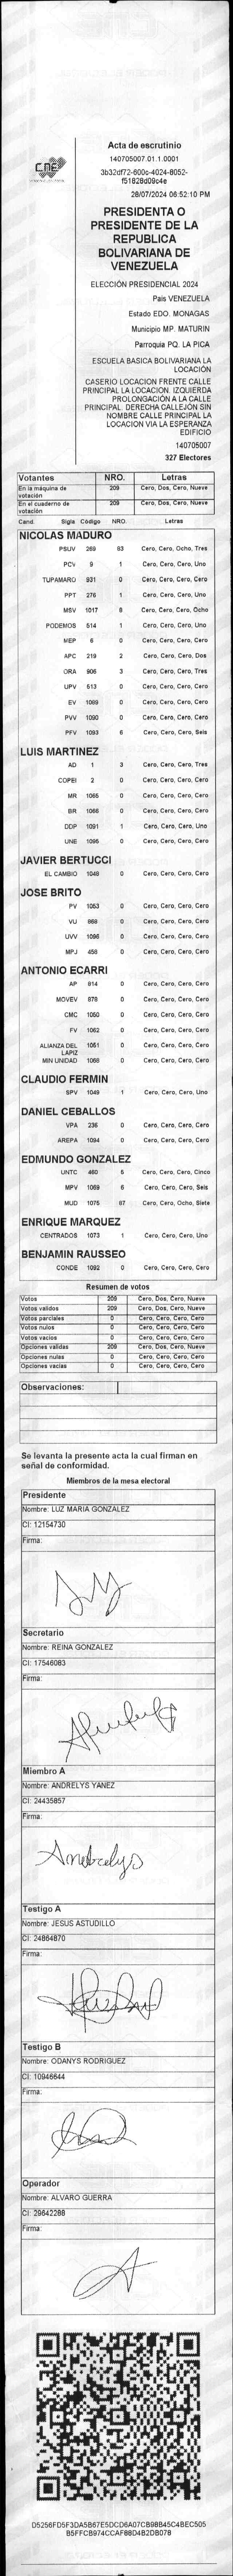 CNE
Acta de escrutinio
140705007.01.1.0001
3b32df72-600c-4024-8052-
f51828d09c4e
28/07/2024 06:52:10 PM
PRESIDENTA O
PRESIDENTE DE LA
REPUBLICA
BOLIVARIANA DE
VENEZUELA
ELECCIÓN PRESIDENCIAL 2024
Pais VENEZUELA
Estado EDO. MONAGAS
Municipio MP. MATURIN
Parroquia PQ. LA PICA
ESCUELA BASICA BOLIVARIANA LA
LOCACIÓN
CASERIO LOCACION FRENTE CALLE
PRINCIPAL LA LOCACION. IZQUIERDA
PROLONGACIÓN A LA CALLE
PRINCIPAL. DERECHA CALLEJÓN SIN
NOMBRE CALLE PRINCIPAL LA
LOCACION VIA LA ESPERANZA
EDIFICIO
140705007
327 Electores
Votantes NRO. Letras
En la máquina de votación 209 Cero, Dos, Cero, Nueve
En el cuaderno de votación 209 Cero, Dos, Cero, Nueve
Cand. Sigls Código NRO. Letras
NICOLAS MADURO
PSUV 269 83 Cero, Cero, Ocho, Tres
PCV 9 1 Cero, Cero, Cero, Uno
TUPAMARO 931 0 Cero, Cero, Cero, Cero
PPT 276 1 Cero, Cero, Cero, Uno
MSV 1017 8 Cero, Cero, Cero, Ocho
PODEMOS 514 1 Cero, Cero, Cero, Uno
MEP 6 0 Cero, Cero, Cero, Cero
APC 219 2 Cero, Cero, Cero, Dos
ORA 906 3 Cero, Cero, Cero, Tres
UPV 513 0 Cero, Cero, Cero, Cero
EV 1089 0 Cero, Cero, Cero, Cero
PVV 1090 0 Cero, Cero, Cero, Cero
PFV 1093 6 Cero, Cero, Cero, Seis
LUIS MARTINEZ
AD 1 3 Cero, Cero, Cero, Tres
COPEI 2 0 Cero, Cero, Cero, Cero
MR 1065 0 Cero, Cero, Cero, Cero
BR 1066 0 Cero, Cero, Cero, Cero
DDP 1091 1 Cero, Cero, Cero, Uno
UNE 1095 0 Cero, Cero, Cero, Cero
JAVIER BERTUCCI
EL CAMBIO 1048 0 Cero, Cero, Cero, Cero
JOSE BRITO
PV 1053 0 Cero, Cero, Cero, Cero
VU 868 0 Cero, Cero, Cero, Cero
UVV 1096 0 Cero, Cero, Cero, Cero
MPJ 458 0 Cero, Cero, Cero, Cero
ANTONIO ECARRI
AP 814 0 Cero, Cero, Cero, Cero
MOVEV 878 0 Cero, Cero, Cero, Cero
CMC 1050 0 Cero, Cero, Cero, Cero
FV 1062 0 Cero, Cero, Cero, Cero
ALIANZA DEL LAPIZ 1051 0 Cero, Cero, Cero, Cero
MIN UNIDAD 1068 0 Cero, Cero, Cero, Cero
CLAUDIO FERMIN
SPV 1049 1 Cero, Cero, Cero, Uno
DANIEL CEBALLOS
VPA 236 0 Cero, Cero, Cero, Cero
AREPA 1094 0 Cero, Cero, Cero, Cero
EDMUNDO GONZALEZ
UNTC 460 5 Cero, Cero, Cero, Cinco
MPV 1069 6 Cero, Cero, Cero, Seis
MUD 1075 87 Cero, Cero, Ocho, Siete
ENRIQUE MARQUEZ
CENTRADOS 1073 1 Cero, Cero, Cero, Uno
BENJAMIN RAUSSEO
CONDE 1092 0 Cero, Cero, Cero, Cero
Resumen de votos
Votos 209 Cero, Dos, Cero, Nueve
Votos validos 209 Cero, Dos, Cero, Nueve
Votos parciales 0 Cero, Cero, Cero, Cero
Votos nulos 0 Cero, Cero, Cero, Cero
Votos vacios 0 Cero, Cero, Cero, Cero
Opciones validas 209 Cero, Dos, Cero, Nueve
Opciones nulas 0 Cero, Cero, Cero, Cero
Opciones vacias 0 Cero, Cero, Cero, Cero
Observaciones:
Se levanta la presente acta la cual firman en
señal de conformidad.
Miembros de la mesa electoral
Presidente
Nombre: LUZ MARIA GONZALEZ
CI: 12154730
Firma:
Secretario
Nombre: REINA GONZALEZ
CI: 17546083
Firma:
Miembro A
Nombre: ANDRELYS YANEZ
CI: 24435857
Firma:
Andrelys
Testigo A
Nombre: JESUS ASTUDILLO
CI: 24864870
Firma:
Testigo B
Nombre: ODANYS RODRIGUEZ
CI: 10946644
Firma:
Operador
Nombre: ALVARO GUERRA
CI: 29642288
Firma:
D5256FD5F3DA5B67E5DCD6A07CB98B45C4BEC505
B5FFCB974CCAF88D4B2DB078